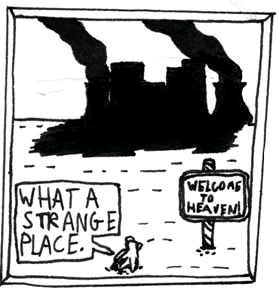 WELCOME
TO
HEAVEN!
WHAT A
STRANGE
PLACE.